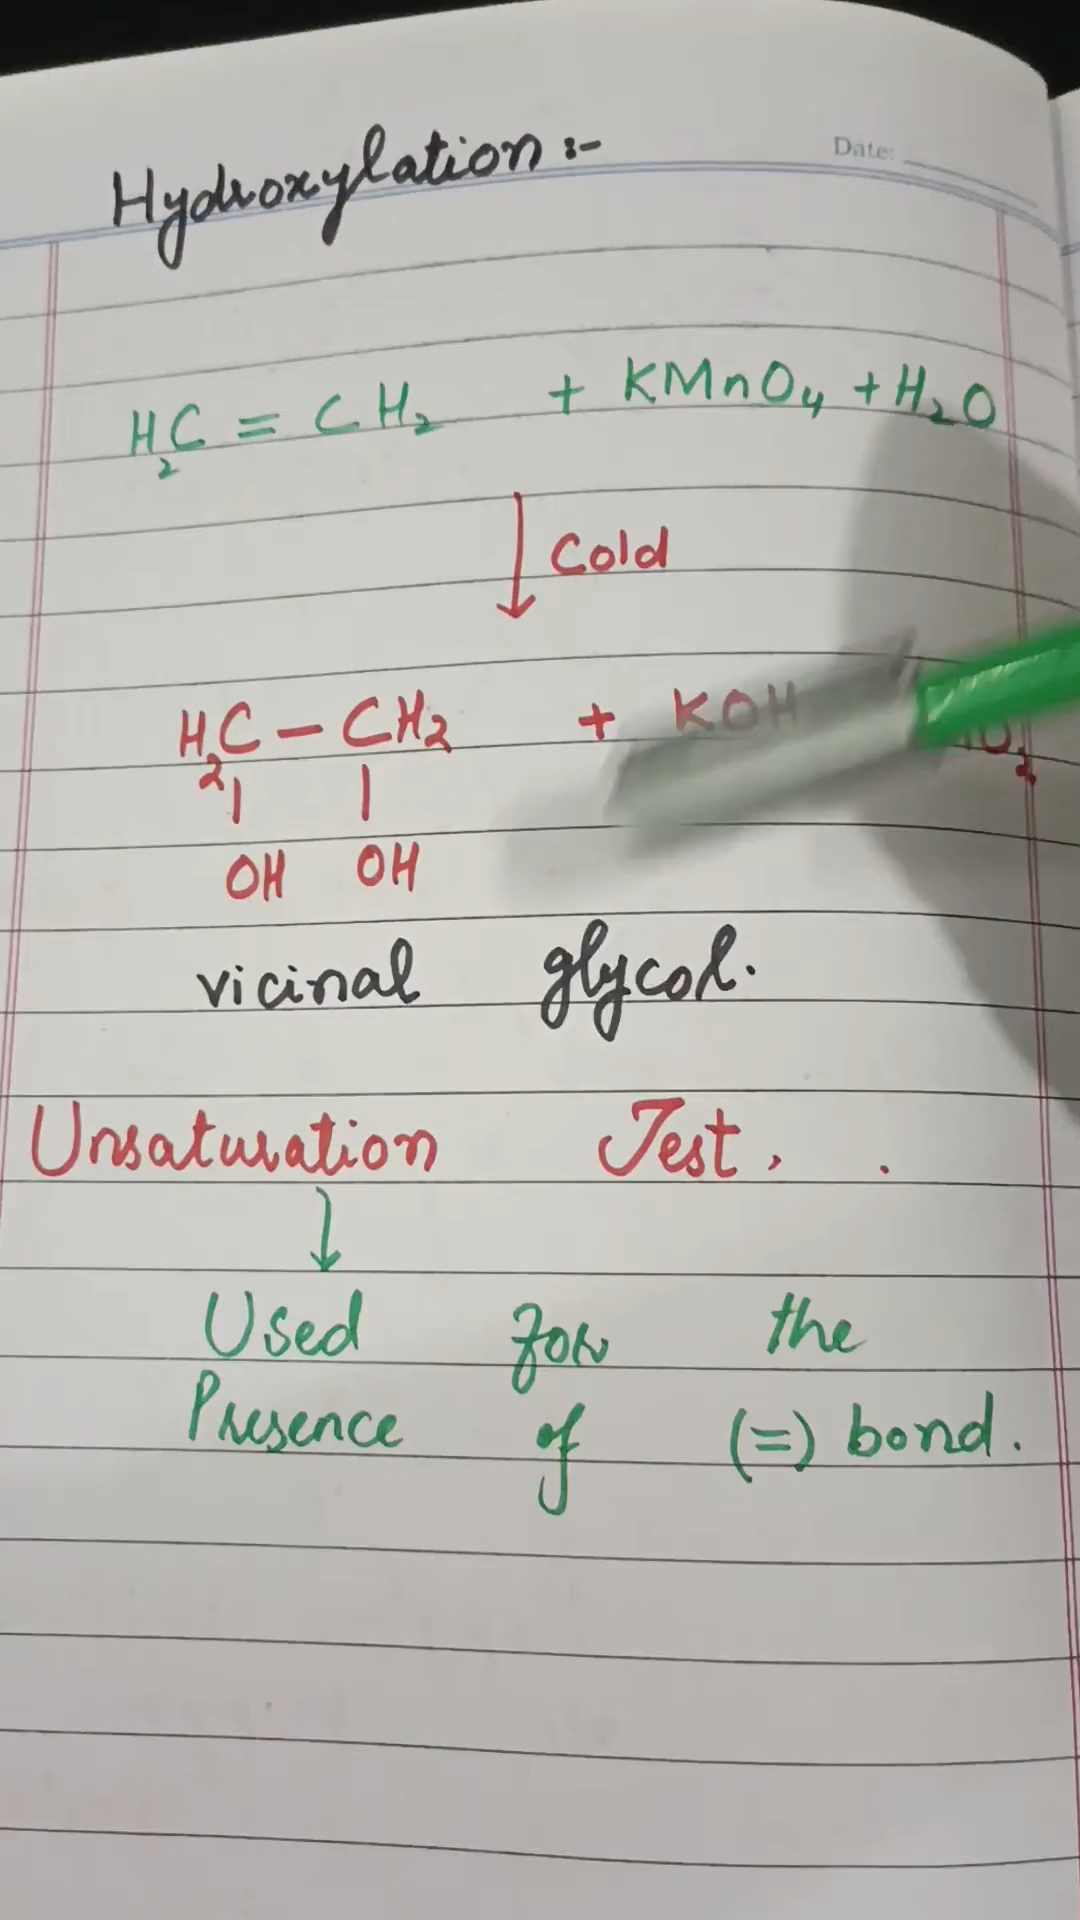 Date:
Hydroxylation :-
H2C = CH2 + KMnO4 + H2O
Cold
H2C - CH2 + KOH
OH OH
vicinal glycol.
Unsaturation Test.
Used for the
Presence of (=) bond.